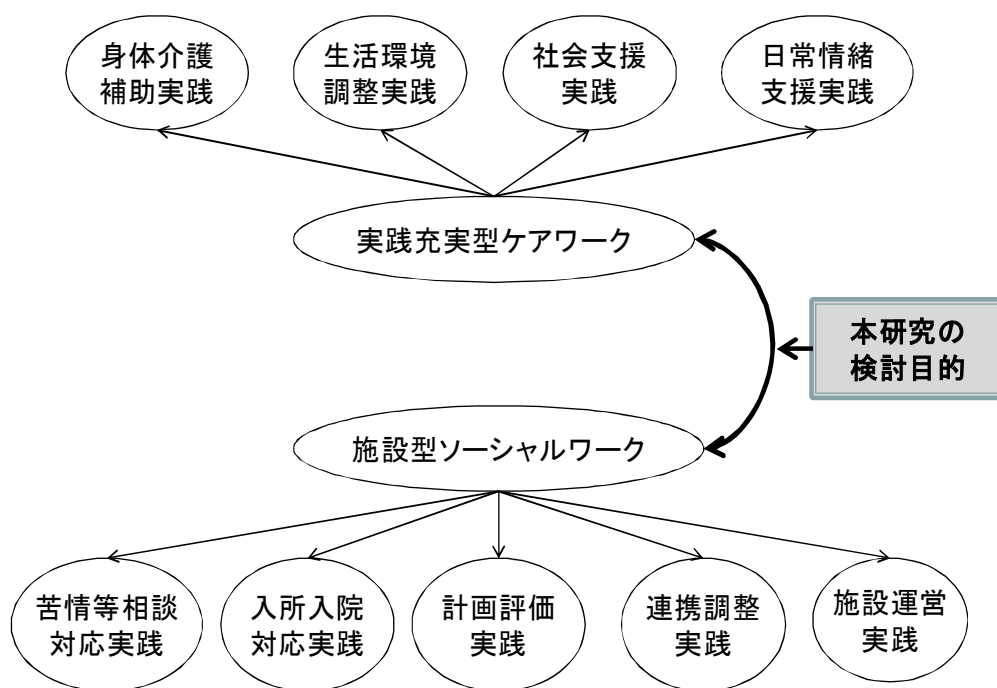 身体介護
補助実践
生活環境
調整実践
社会支援
実践
日常情緒
支援実践
実践充実型ケアワーク
本研究の
検討目的
施設型ソーシャルワーク
苦情等相談
対応実践
入所入院
対応実践
計画評価
実践
連携調整
実践
施設運営
実践